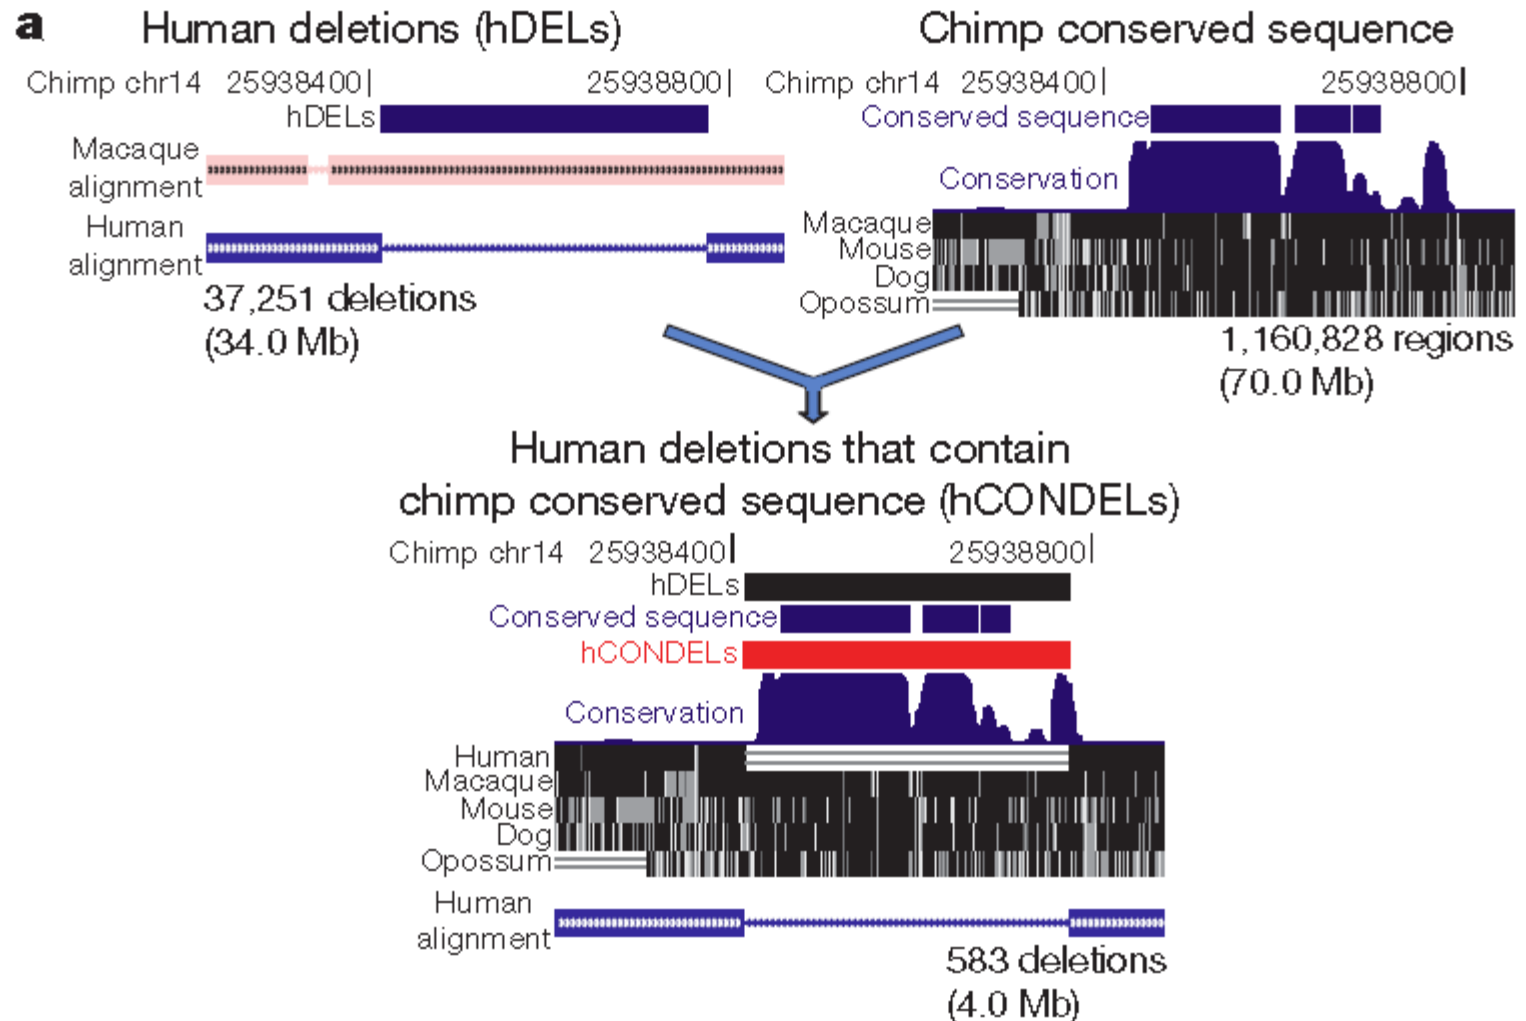 a
Human deletions (hDELs)
Chimp chr14 25938400| 25938800|
hDELs
Macaque
alignment
Human
alignment
37,251 deletions
(34.0 Mb)
Chimp conserved sequence
Chimp chr14 25938400| 25938800|
Conserved sequence
Conservation
Macaque
Mouse
Dog
Opossum
1,160,828 regions
(70.0 Mb)
Human deletions that contain
chimp conserved sequence (hCONDELs)
Chimp chr14 25938400| 25938800|
hDELs
Conserved sequence
hCONDELs
Conservation
Human
Macaque
Mouse
Dog
Opossum
Human
alignment
583 deletions
(4.0 Mb)